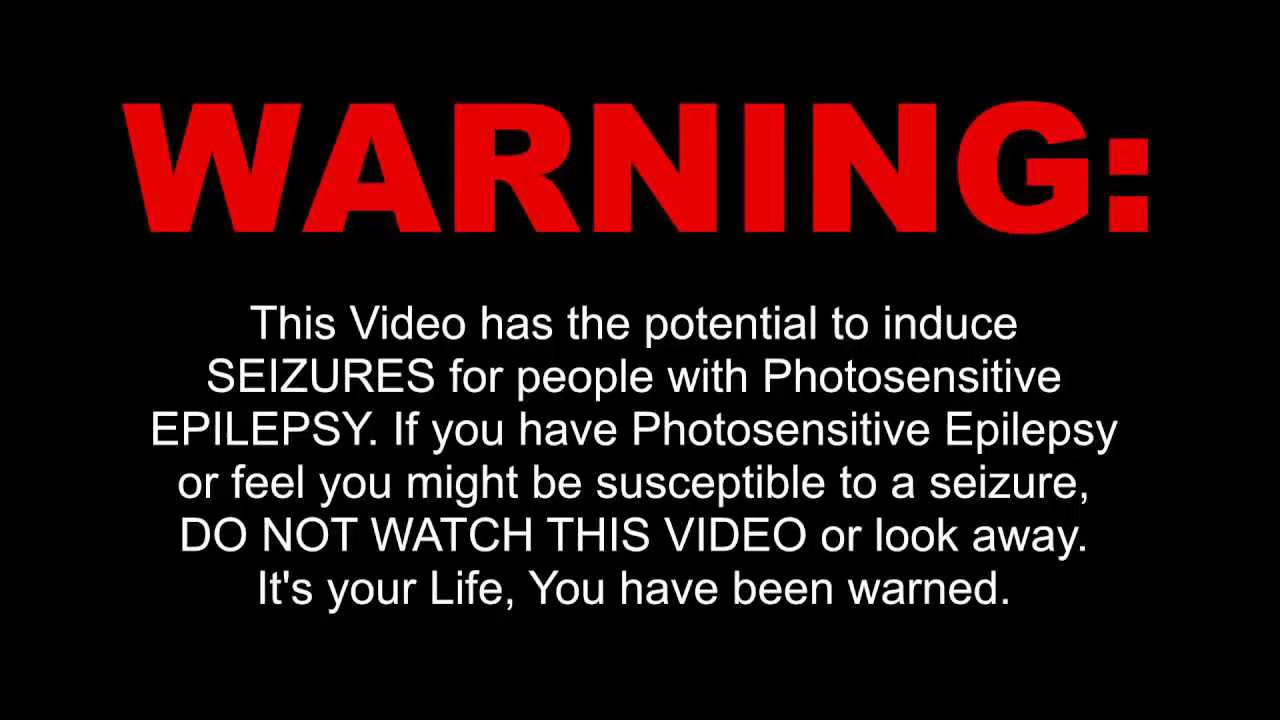 WARNING:
This Video has the potential to induce
SEIZURES for people with Photosensitive
EPILEPSY. If you have Photosensitive Epilepsy
or feel you might be susceptible to a seizure,
DO NOT WATCH THIS VIDEO or look away.
It's your Life, You have been warned.